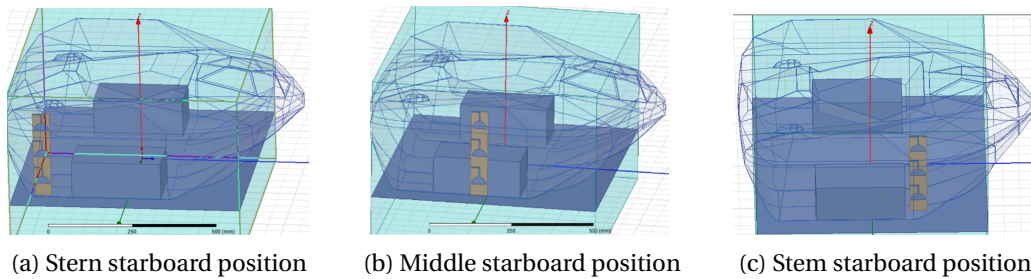 Z
Z
Z
0 250 500 (mm)
0 250 500 (mm)
(a) Stern starboard position (b) Middle starboard position (c) Stem starboard position